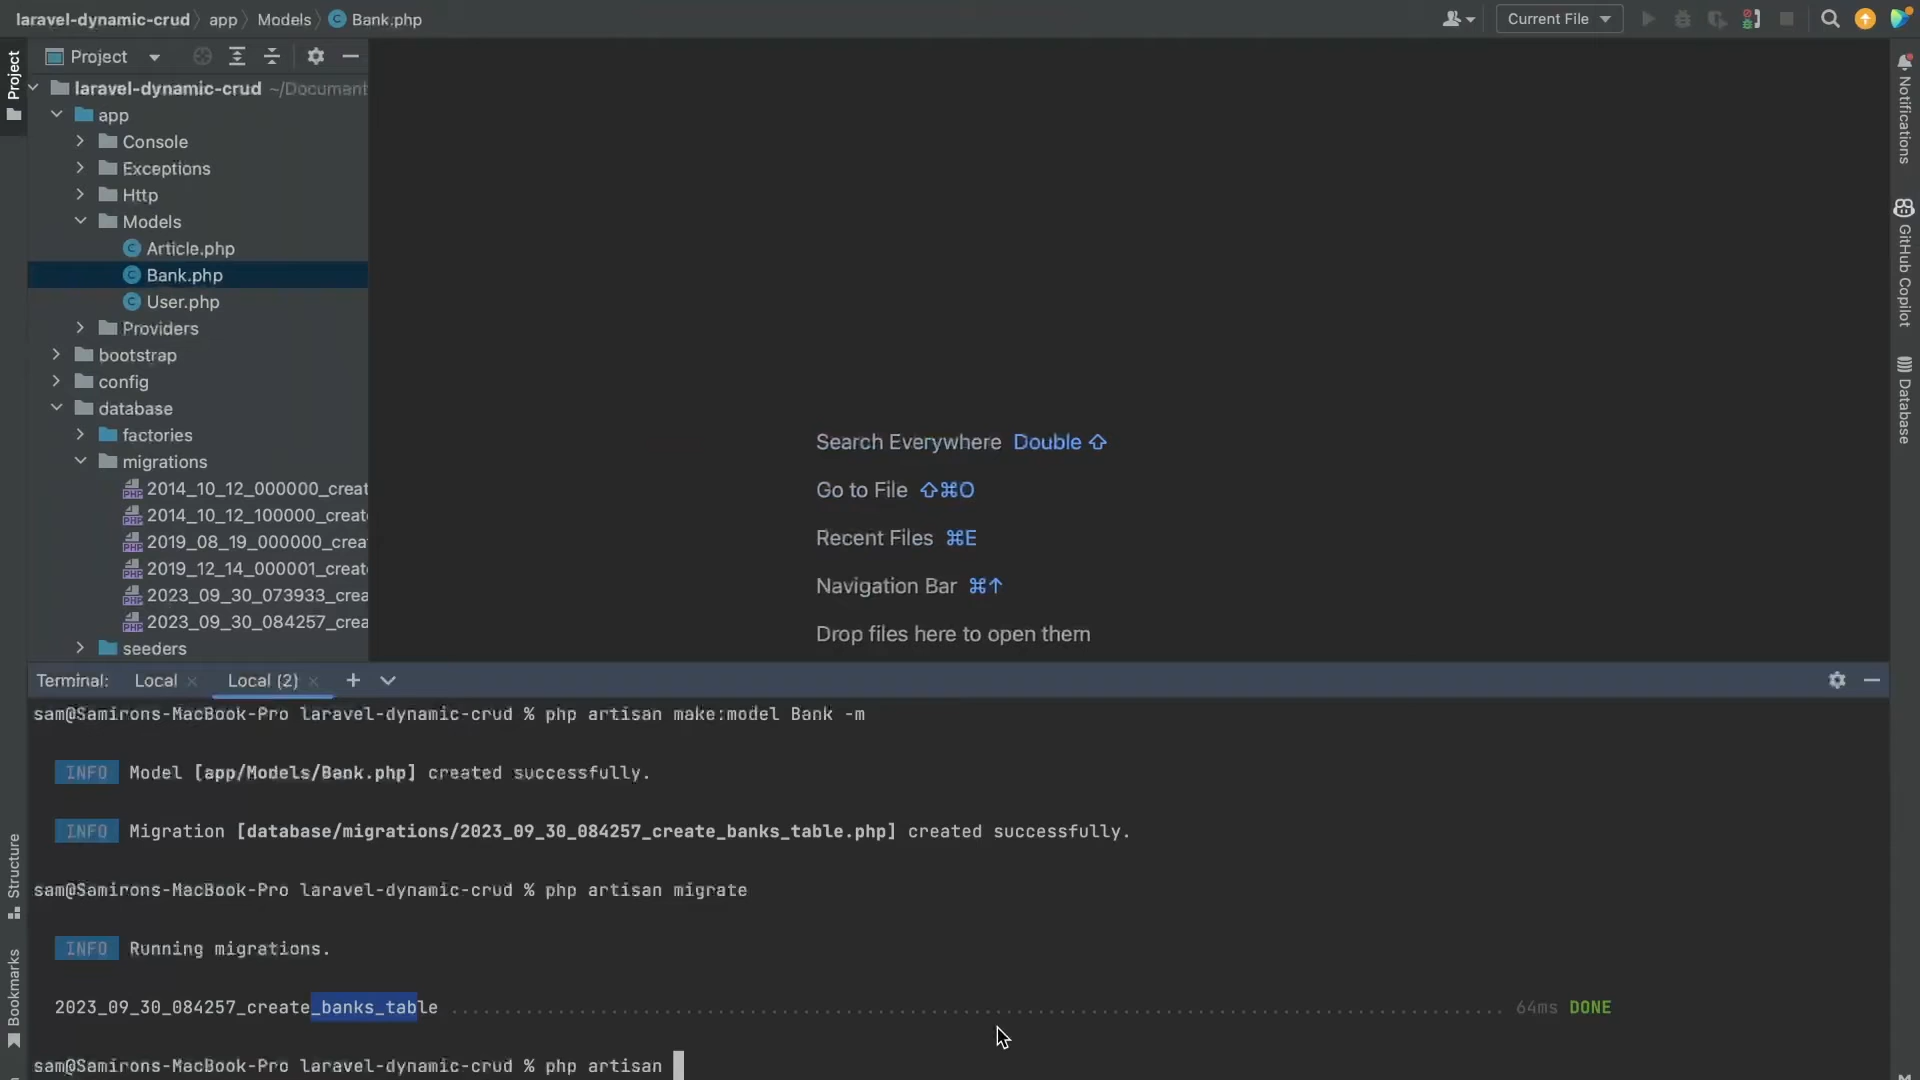 laravel-dynamic-crud > app > Models > Bank.php
Current File
Project
Project
laravel-dynamic-crud ~/Document
app
Console
Exceptions
Http
Models
Article.php
Bank.php
User.php
Providers
bootstrap
config
database
factories
migrations
2014_10_12_000000_creat
2014_10_12_100000_creat
2019_08_19_000000_crea
2019_12_14_000001_creat
2023_09_30_073933_crea
2023_09_30_084257_crea
seeders
Search Everywhere Double ⇧
Go to File ⇧⌘O
Recent Files ⌘E
Navigation Bar ⌘↑
Drop files here to open them
Notifications
GitHub Copilot
Database
Structure
Bookmarks
Terminal: Local × Local (2) × +
sam@Samirons-MacBook-Pro laravel-dynamic-crud % php artisan make:model Bank -m
INFO Model [app/Models/Bank.php] created successfully.
INFO Migration [database/migrations/2023_09_30_084257_create_banks_table.php] created successfully.
sam@Samirons-MacBook-Pro laravel-dynamic-crud % php artisan migrate
INFO Running migrations.
2023_09_30_084257_create_banks_table ........................................ 64ms DONE
sam@Samirons-MacBook-Pro laravel-dynamic-crud % php artisan